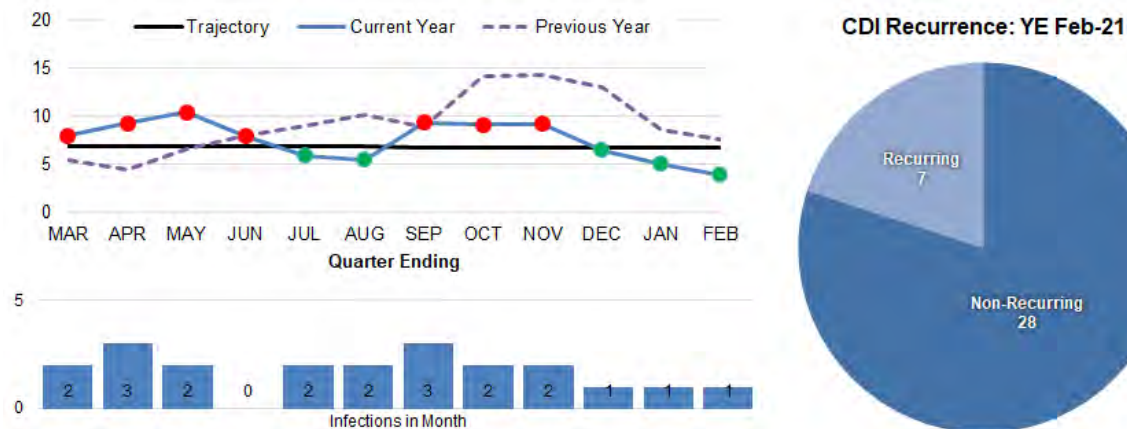 20
Trajectory Current Year Previous Year
15
10
5
0
MAR APR MAY JUN JUL AUG SEP OCT NOV DEC JAN FEB
Quarter Ending
5
2 3 2 0 2 2 3 2 2 1 1 1
0
Infections in Month
CDI Recurrence: YE Feb-21
Recurring
7
Non-Recurring
28